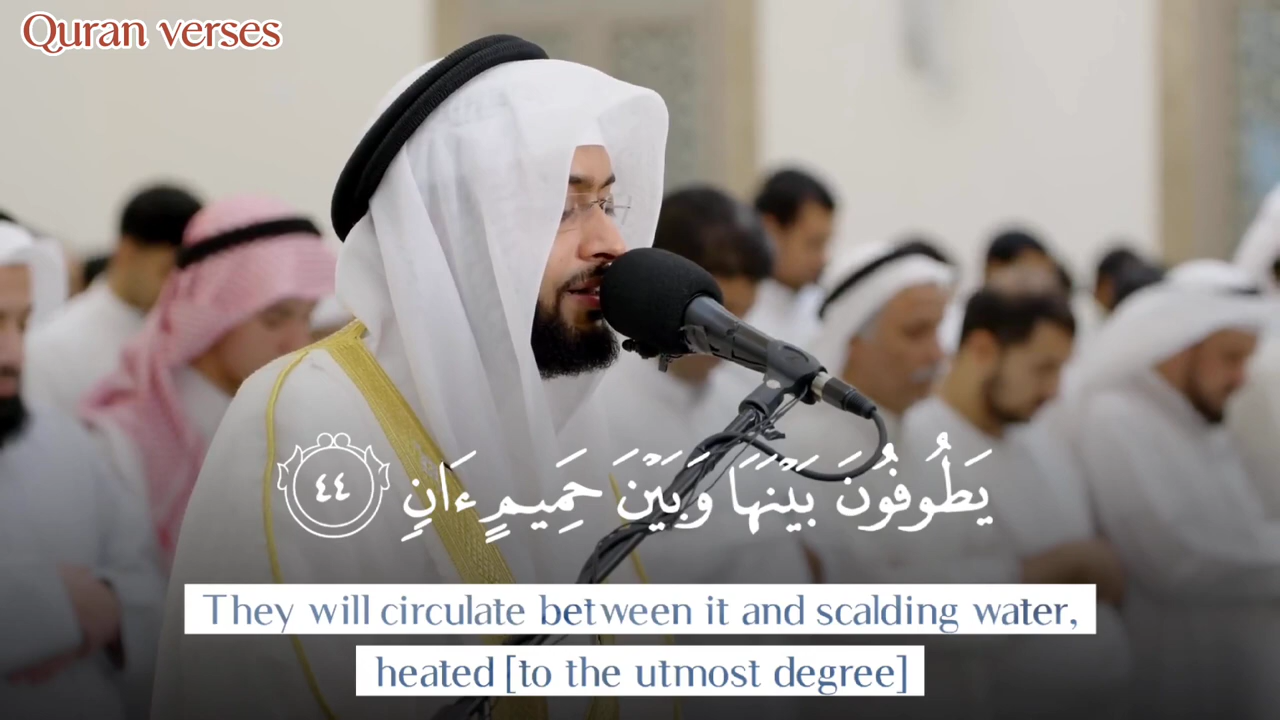 Quran verses
يَطُوفُونَ بَيْنَهَا وَبَيْنَ حَمِيمٍ ءَانٍ ٤٤
They will circulate between it and scalding water,
heated [to the utmost degree]